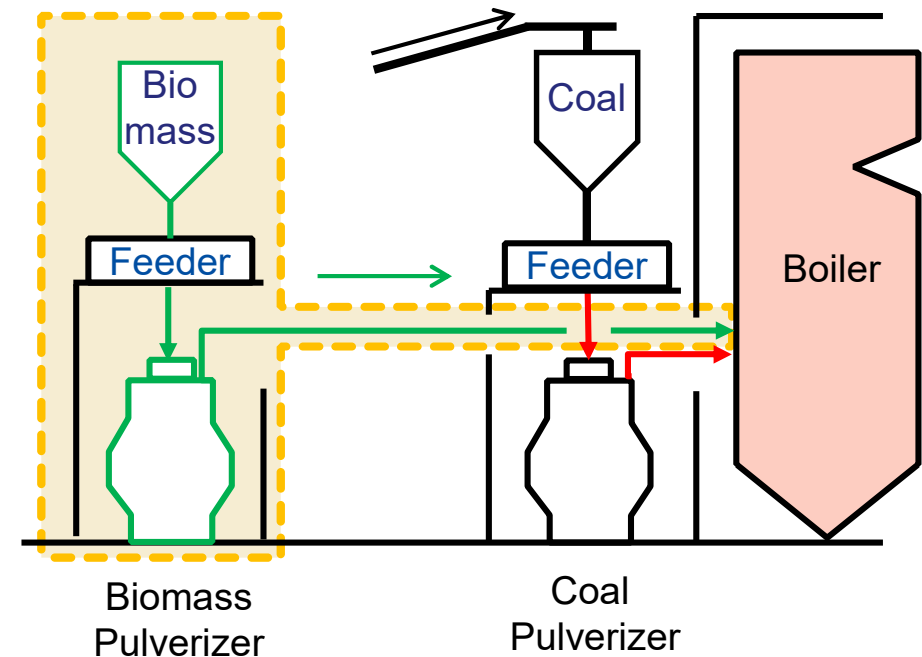 Bio
mass
Coal
Feeder
Feeder
Boiler
Biomass
Pulverizer
Coal
Pulverizer